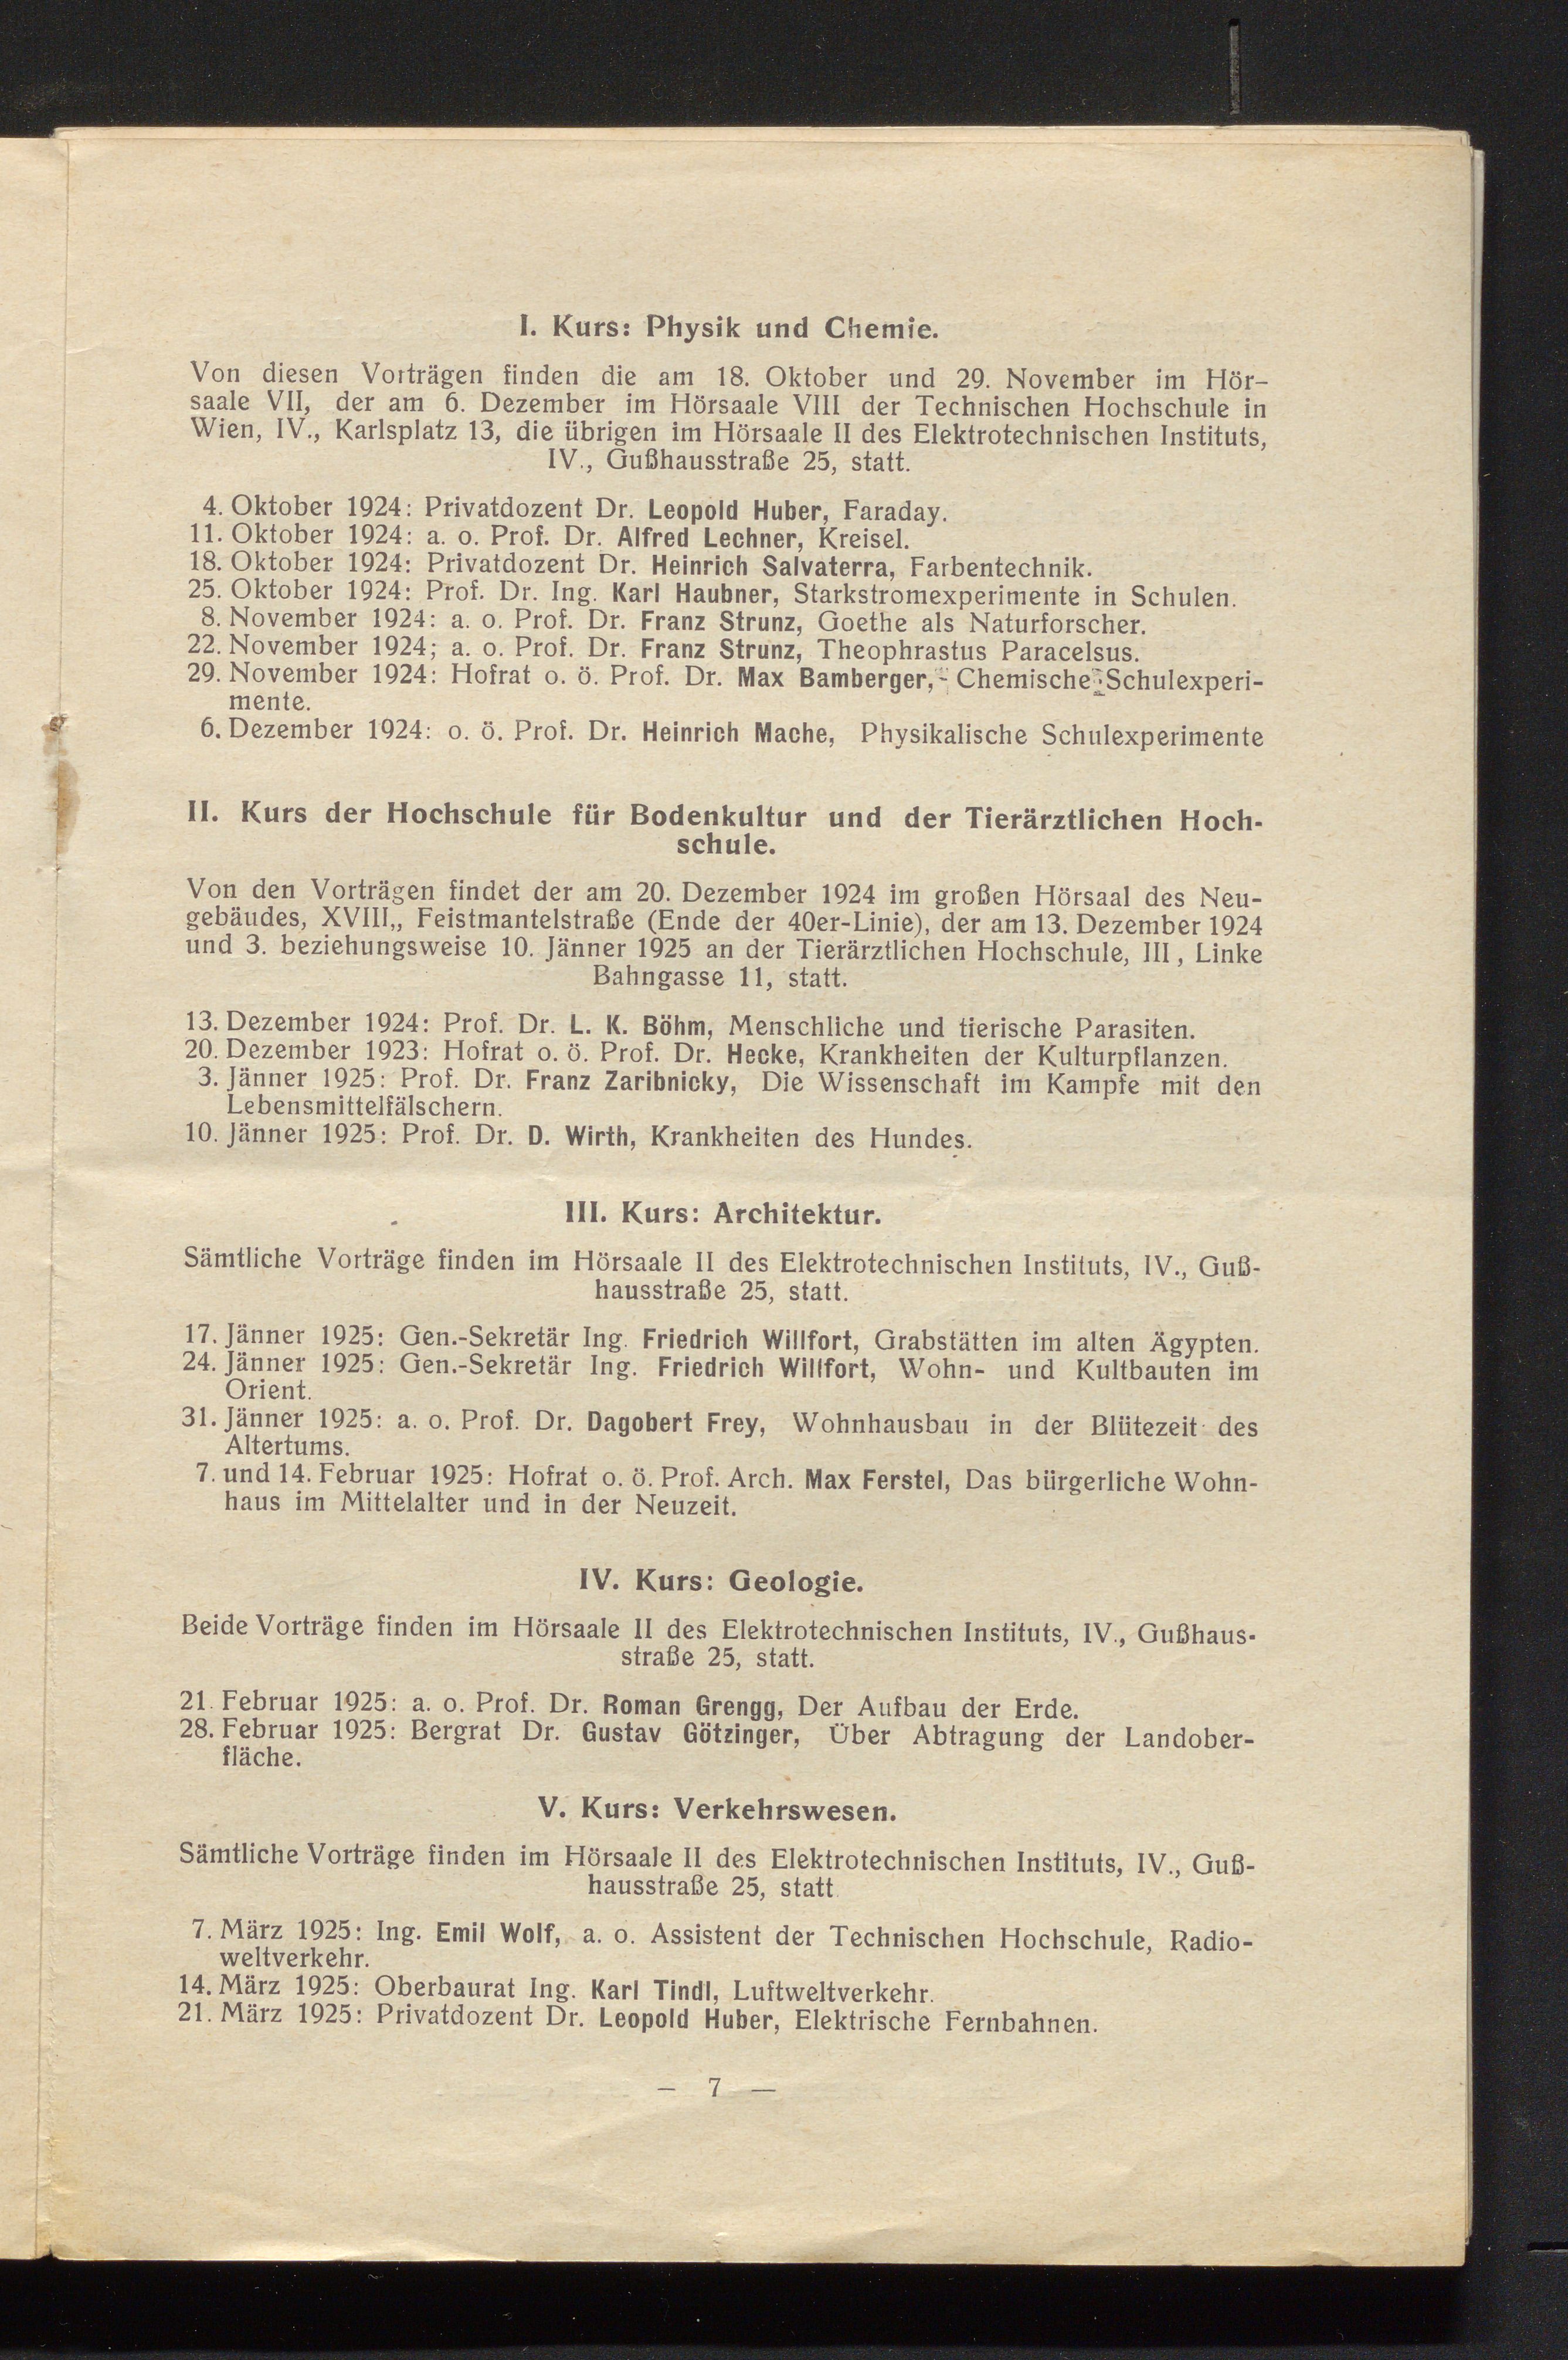 I. Kurs: Physik und Chemie.
Von diesen Vorträgen finden die am 18. Oktober und 29. November im Hör-
saale VII, der am 6. Dezember im Hörsaale VIII der Technischen Hochschule in
Wien, IV., Karlsplatz 13, die übrigen im Hörsaale II des Elektrotechnischen Instituts,
IV., Gußhausstraße 25, statt.
4. Oktober 1924: Privatdozent Dr. Leopold Huber, Faraday.
11. Oktober 1924: a. o. Prof. Dr. Alfred Lechner, Kreisel.
18. Oktober 1924: Privatdozent Dr. Heinrich Salvaterra, Farbentechnik.
25. Oktober 1924: Prof. Dr. Ing. Karl Haubner, Starkstromexperimente in Schulen.
8. November 1924: a. o. Prof. Dr. Franz Strunz, Goethe als Naturforscher.
22. November 1924; a. o. Prof. Dr. Franz Strunz, Theophrastus Paracelsus.
29. November 1924: Hofrat o. ö. Prof. Dr. Max Bamberger, Chemische Schulexperi-
mente.
6. Dezember 1924: o. ö. Prof. Dr. Heinrich Mache, Physikalische Schulexperimente
II. Kurs der Hochschule für Bodenkultur und der Tierärztlichen Hoch-
schule.
Von den Vorträgen findet der am 20. Dezember 1924 im großen Hörsaal des Neu-
gebäudes, XVIII,, Feistmantelstraße (Ende der 40er-Linie), der am 13. Dezember 1924
und 3. beziehungsweise 10. Jänner 1925 an der Tierärztlichen Hochschule, III , Linke
Bahngasse 11, statt.
13. Dezember 1924: Prof. Dr. L. K. Böhm, Menschliche und tierische Parasiten.
20. Dezember 1923: Hofrat o. ö. Prof. Dr. Hecke, Krankheiten der Kulturpflanzen.
3. Jänner 1925: Prof. Dr. Franz Zaribnicky, Die Wissenschaft im Kampfe mit den
Lebensmittelfälschern.
10. Jänner 1925: Prof. Dr. D. Wirth, Krankheiten des Hundes.
III. Kurs: Architektur.
Sämtliche Vorträge finden im Hörsaale II des Elektrotechnischen Instituts, IV., Guß-
hausstraße 25, statt.
17. Jänner 1925: Gen.-Sekretär Ing. Friedrich Willfort, Grabstätten im alten Ägypten.
24. Jänner 1925: Gen.-Sekretär Ing. Friedrich Willfort, Wohn- und Kultbauten im
Orient.
31. Jänner 1925: a. o. Prof. Dr. Dagobert Frey, Wohnhausbau in der Blütezeit des
Altertums.
7. und 14. Februar 1925: Hofrat o. ö. Prof. Arch. Max Ferstel, Das bürgerliche Wohn-
haus im Mittelalter und in der Neuzeit.
IV. Kurs: Geologie.
Beide Vorträge finden im Hörsaale II des Elektrotechnischen Instituts, IV., Gußhaus-
straße 25, statt.
21. Februar 1925: a. o. Prof. Dr. Roman Grengg, Der Aufbau der Erde.
28. Februar 1925: Bergrat Dr. Gustav Götzinger, Über Abtragung der Landober-
fläche.
V. Kurs: Verkehrswesen.
Sämtliche Vorträge finden im Hörsaale II des Elektrotechnischen Instituts, IV., Guß-
hausstraße 25, statt
7. März 1925: Ing. Emil Wolf, a. o. Assistent der Technischen Hochschule, Radio-
weltverkehr.
14. März 1925: Oberbaurat Ing. Karl Tindl, Luftweltverkehr.
21. März 1925: Privatdozent Dr. Leopold Huber, Elektrische Fernbahnen.
— 7 —